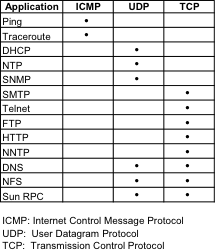 Application ICMP UDP TCP
Ping •
Traceroute •
DHCP •
NTP •
SNMP •
SMTP •
Telnet •
FTP •
HTTP •
NNTP •
DNS • •
NFS • •
Sun RPC • •
ICMP: Internet Control Message Protocol
UDP: User Datagram Protocol
TCP: Transmission Control Protocol